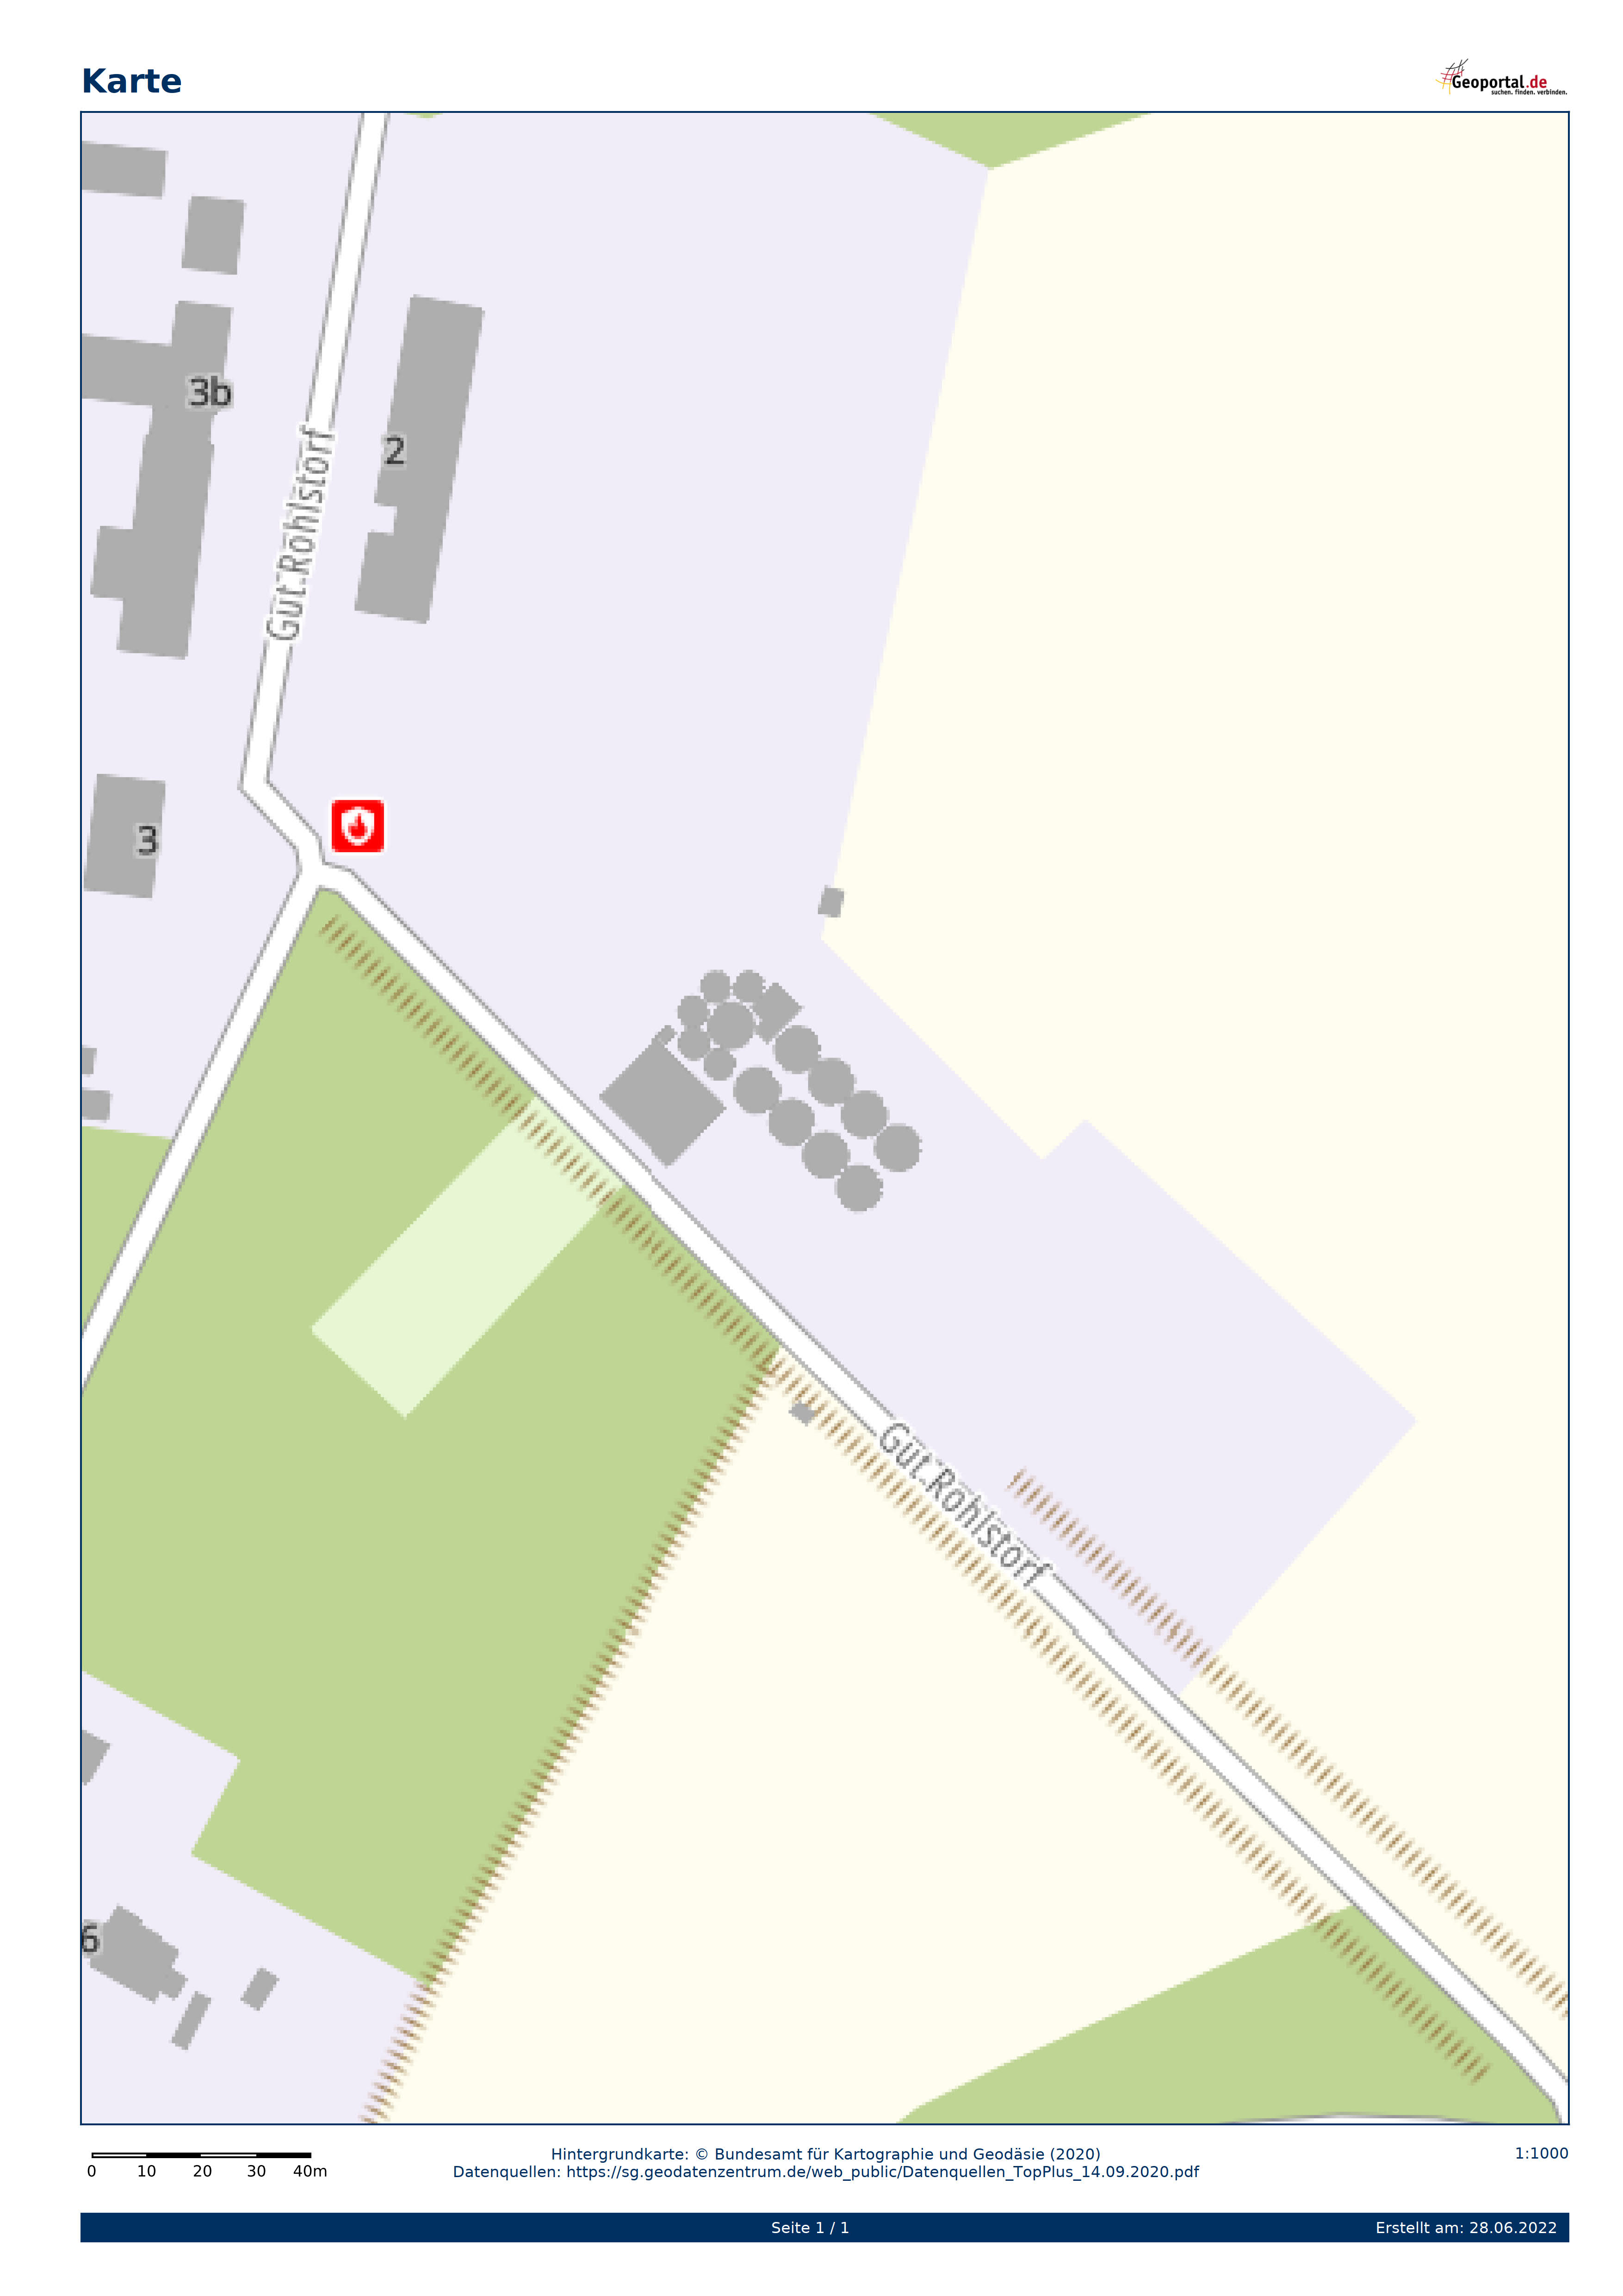 Karte
Geoportal.de
suchen. finden. verbinden.
3b
2
Gut Rohlstorf
3
Gut Rohlstorf
6
0 10 20 30 40m
Hintergrundkarte: © Bundesamt für Kartographie und Geodäsie (2020)
Datenquellen: https://sg.geodatenzentrum.de/web_public/Datenquellen_TopPlus_14.09.2020.pdf
1:1000
Seite 1 / 1
Erstellt am: 28.06.2022